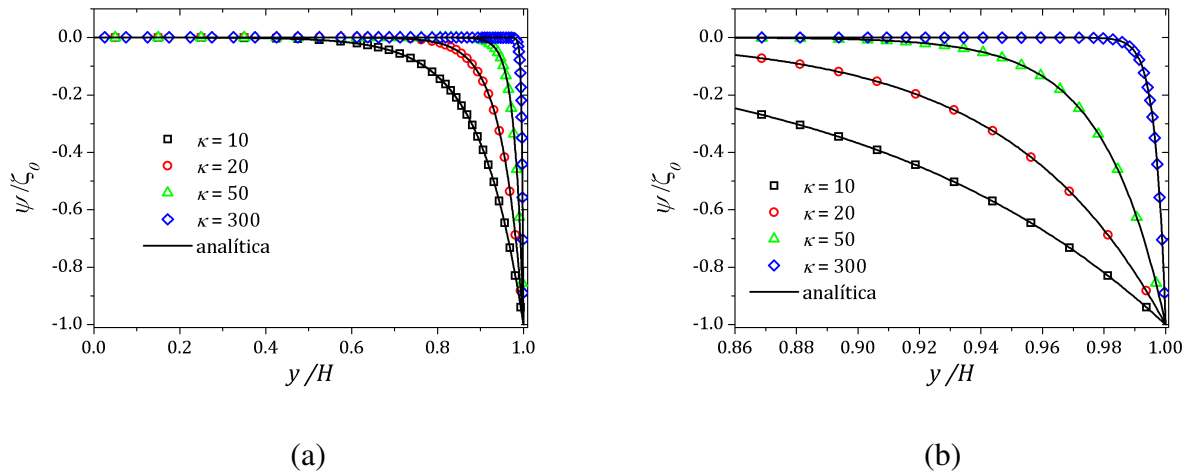 0.0
-0.2
-0.4
-0.6
-0.8
-1.0
ψ/ζ₀
κ = 10
κ = 20
κ = 50
κ = 300
analítica
0.0 0.2 0.4 0.6 0.8 1.0
y/H
(a)
0.0
-0.2
-0.4
-0.6
-0.8
-1.0
ψ/ζ₀
κ = 10
κ = 20
κ = 50
κ = 300
analítica
0.86 0.88 0.90 0.92 0.94 0.96 0.98 1.00
y/H
(b)